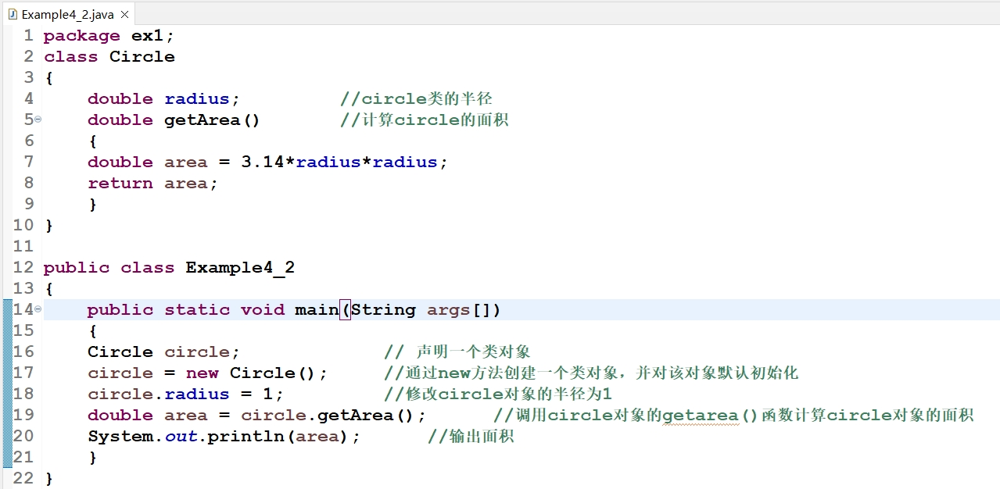 Example4_2.java
1 package ex1;
2 class Circle
3 {
4 double radius; //circle类的半径
5 double getArea() //计算circle的面积
6 {
7 double area = 3.14*radius*radius;
8 return area;
9 }
10 }
11
12 public class Example4_2
13 {
14 public static void main(String args[])
15 {
16 Circle circle; // 声明一个类对象
17 circle = new Circle(); //通过new方法创建一个类对象，并对该对象默认初始化
18 circle.radius = 1; //修改circle对象的半径为1
19 double area = circle.getArea(); //调用circle对象的getarea()函数计算circle对象的面积
20 System.out.println(area); //输出面积
21 }
22 }